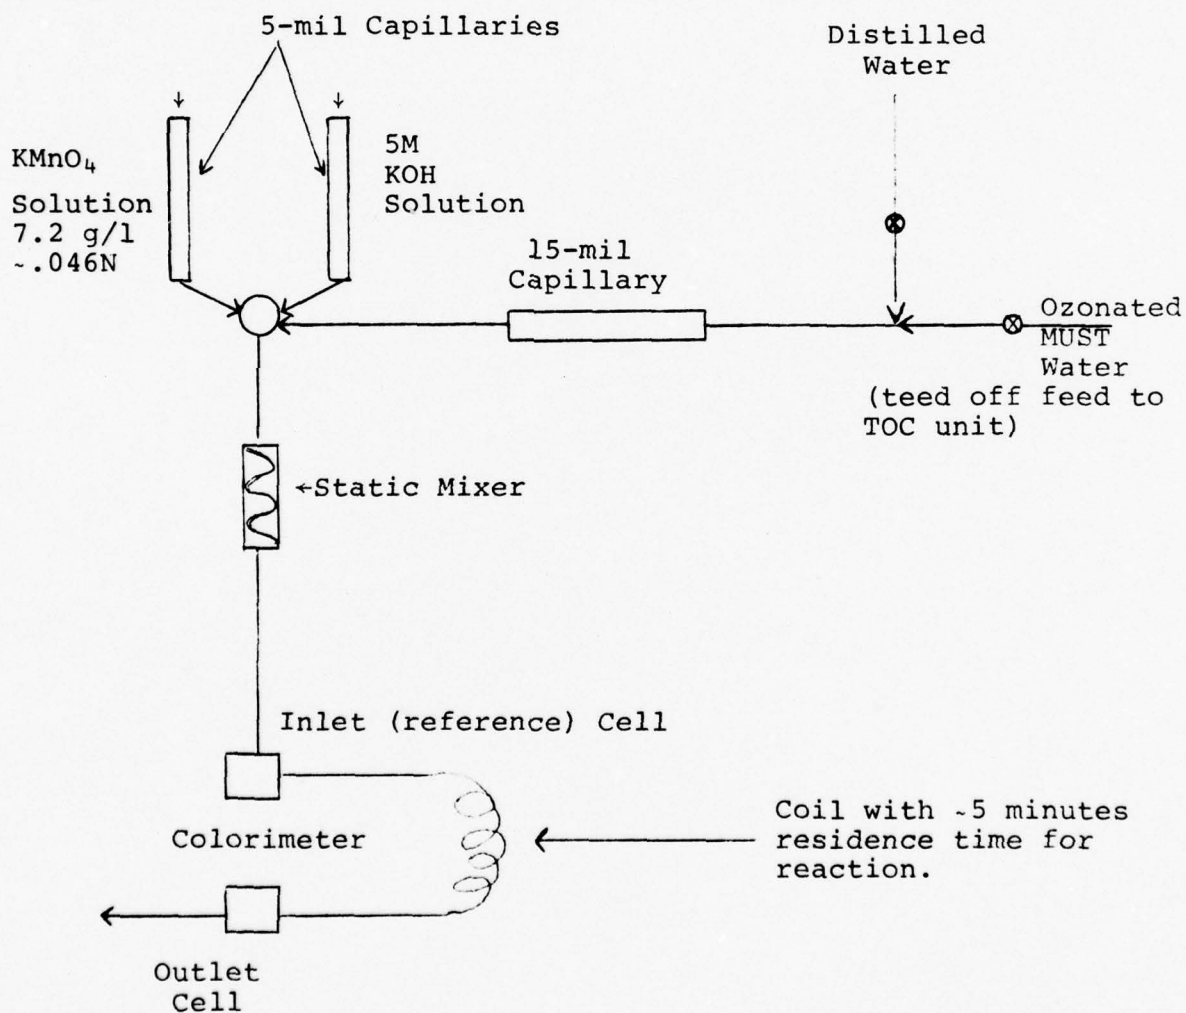 5-mil Capillaries
Distilled
Water
KMnO₄
Solution
7.2 g/l
~.046N
5M
KOH
Solution
15-mil
Capillary
Ozonated
MUST
Water
(teed off feed to
TOC unit)
←Static Mixer
Inlet (reference) Cell
Colorimeter
Coil with ~5 minutes
residence time for
reaction.
Outlet
Cell